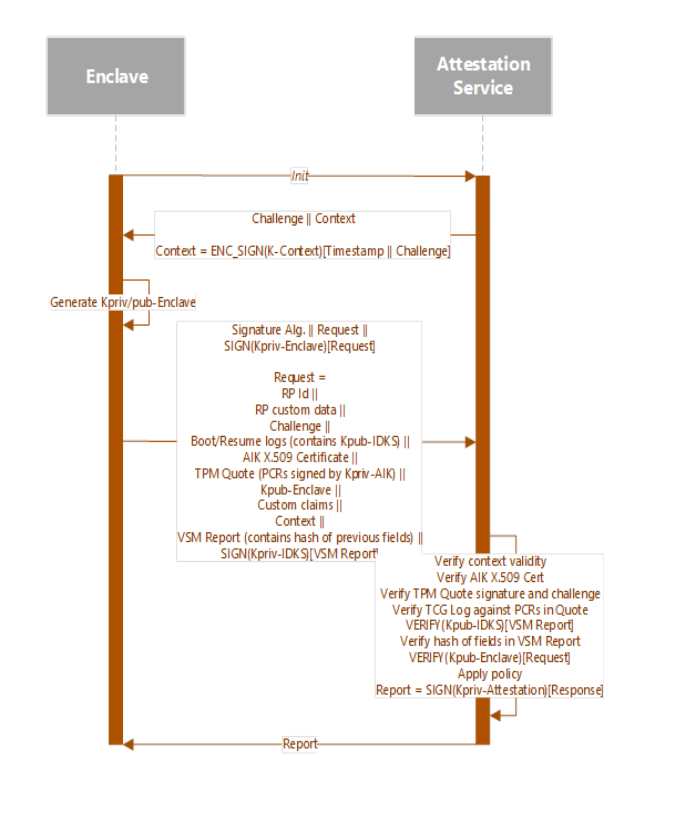 Enclave
Attestation
Service
Init
Challenge || Context
Context = ENC_SIGN(K-Context)[Timestamp || Challenge]
Generate Kpriv/pub-Enclave
Signature Alg. || Request ||
SIGN(Kpriv-Enclave)[Request]
Request =
RP Id ||
RP custom data ||
Challenge ||
Boot/Resume logs (contains Kpub-IDKS) ||
AIK X.509 Certificate ||
TPM Quote (PCRs signed by Kpriv-AIK) ||
Kpub-Enclave ||
Custom claims ||
Context ||
VSM Report (contains hash of previous fields) ||
SIGN(Kpriv-IDKS)[VSM Report]
Verify context validity
Verify AIK X.509 Cert
Verify TPM Quote signature and challenge
Verify TCG Log against PCRs in Quote
VERIFY(Kpub-IDKS)[VSM Report]
Verify hash of fields in VSM Report
VERIFY(Kpub-Enclave)[Request]
Apply policy
Report = SIGN(Kpriv-Attestation)[Response]
Report